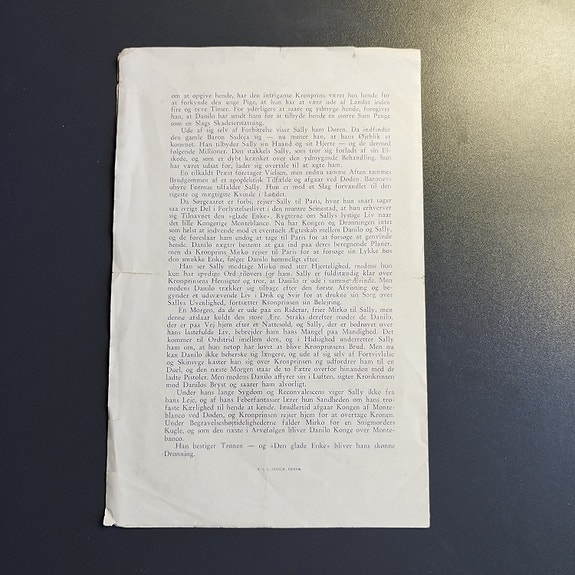 om at opgive hende, har den intrigante Kronprins været hos hende for
at forkynde den unge Pige, at hun har at være ude af Landet inden
fire og tyve Timer. For yderligere at saare og ydmyge hende, foregiver
han, at Danilo har sendt ham for at tilbyde hende en større Sum Penge
som en Slags Skadeserstatning.
Ude af sig selv af Forbitrelse viser Sally ham Døren. Da indfinder
den gamle Baron Sadoja sig — nu mener han, at hans Øjeblik er
kommet. Han tilbyder Sally sin Haand og sit Hjerte — og de dermed
følgende Millioner. Den stakkels Sally, som tror sig forladt af sin El-
skede, og som er dybt krænket over den ydmygende Behandling, hun
har været udsat for, lader sig overtale til at ægte ham.
En tilkaldt Præst foretager Vielsen, men endnu samme Aften rammes
Brudgommen af et apoplektisk Tilfælde og afgaar ved Døden. Baronens
uhyre Formue tilfalder Sally. Hun er med et Slag forvandlet til den
rigeste og mægtigste Kvinde i Landet.
Da Sørgeaaret er forbi, rejser Sally til Paris, hvor hun snart tager
saa ivrigt Del i Forlystelseslivet i den muntre Seinestad, at hun erhverver
sig Tilnavnet den «glade Enke». Rygterne om Sallys lystige Liv naar
det lille Kongerige Monteblanco. Nu har Kongen og Dronningen intet
som helst at indvende mod et eventuelt Ægteskab mellem Danilo og Sally,
og de foreslaar ham endog at tage til Paris for at forsøge at genvinde
hende. Danilo nægter bestemt at gaa ind paa deres beregnende Planer,
men da Kronprins Mirko rejser til Paris for at forsøge sin Lykke hos
den smukke Enke, følger Danilo hemmeligt efter.
Han ser Sally modtage Mirko med stor Hjertelighed, medens hun
kun har spredige Ord tilovers for ham. Sally er fuldstændig klar over
Kronprinsens Hensigter og tror, at Danilo er ude i samme Ærinde. Men
medens Danilo trækker sig tilbage efter den første Afvisning og be-
gynder et udsvævende Liv i Drik og Svir for at drukne sin Sorg over
Sallys Uvenlighed, fortsætter Kronprinsen sin Belejring.
En Morgen, da de er ude paa en Ridetur, frier Mirko til Sally, men
denne afslaar koldt den store Ære. Straks derefter møder de Danilo,
der er paa Vej hjem efter et Nattesold, og Sally, der er bedrøvet over
hans lastefulde Liv, bebrejder ham hans Mangel paa Mandighed. Det
kommer til Ordstrid imellem dem, og i Hidsighed underretter Sally
ham om, at hun netop har lovet at blive Kronprinsens Brud. Men nu
kan Danilo ikke beherske sig længere, og ude af sig selv af Fortvivlelse
og Skinsyge kaster han sig over Kronprinsen og udfordrer ham til en
Duel, og den næste Morgen staar de to Fætre overfor hinanden med de
ladte Pistoler. Men medens Danilo affyrer sin i Luften, sigter Kronkrinsen
mod Danilos Bryst og saarer ham alvorligt.
Under hans lange Sygdom og Reconvalescens viger Sally ikke fra
hans Leje, og af hans Feberfantasier lærer hun Sandheden om hans tro-
faste Kærlighed til hende at kende. Imidlertid afgaar Kongen af Monte-
blanco ved Døden, og Kronprinsen rejser hjem for at overtage Kronen.
Under Begravelseshøjtidelighederne falder Mirko for en Snigmorders
Kugle, og som den næste i Arvefølgen bliver Danilo Konge over Monte-
banco.
Han bestiger Tronen — og «Den glade Enke» bliver hans skønne
Dronning.